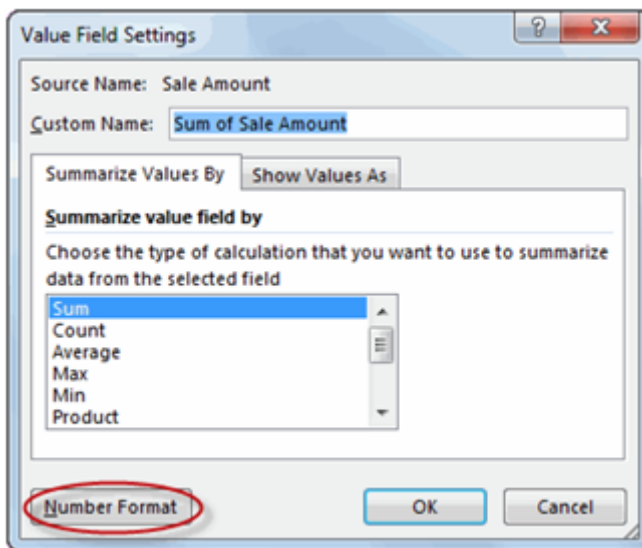 Value Field Settings
?
X
Source Name: Sale Amount
Custom Name: Sum of Sale Amount
Summarize Values By Show Values As
Summarize value field by
Choose the type of calculation that you want to use to summarize
data from the selected field
Sum
Count
Average
Max
Min
Product
Number Format OK Cancel